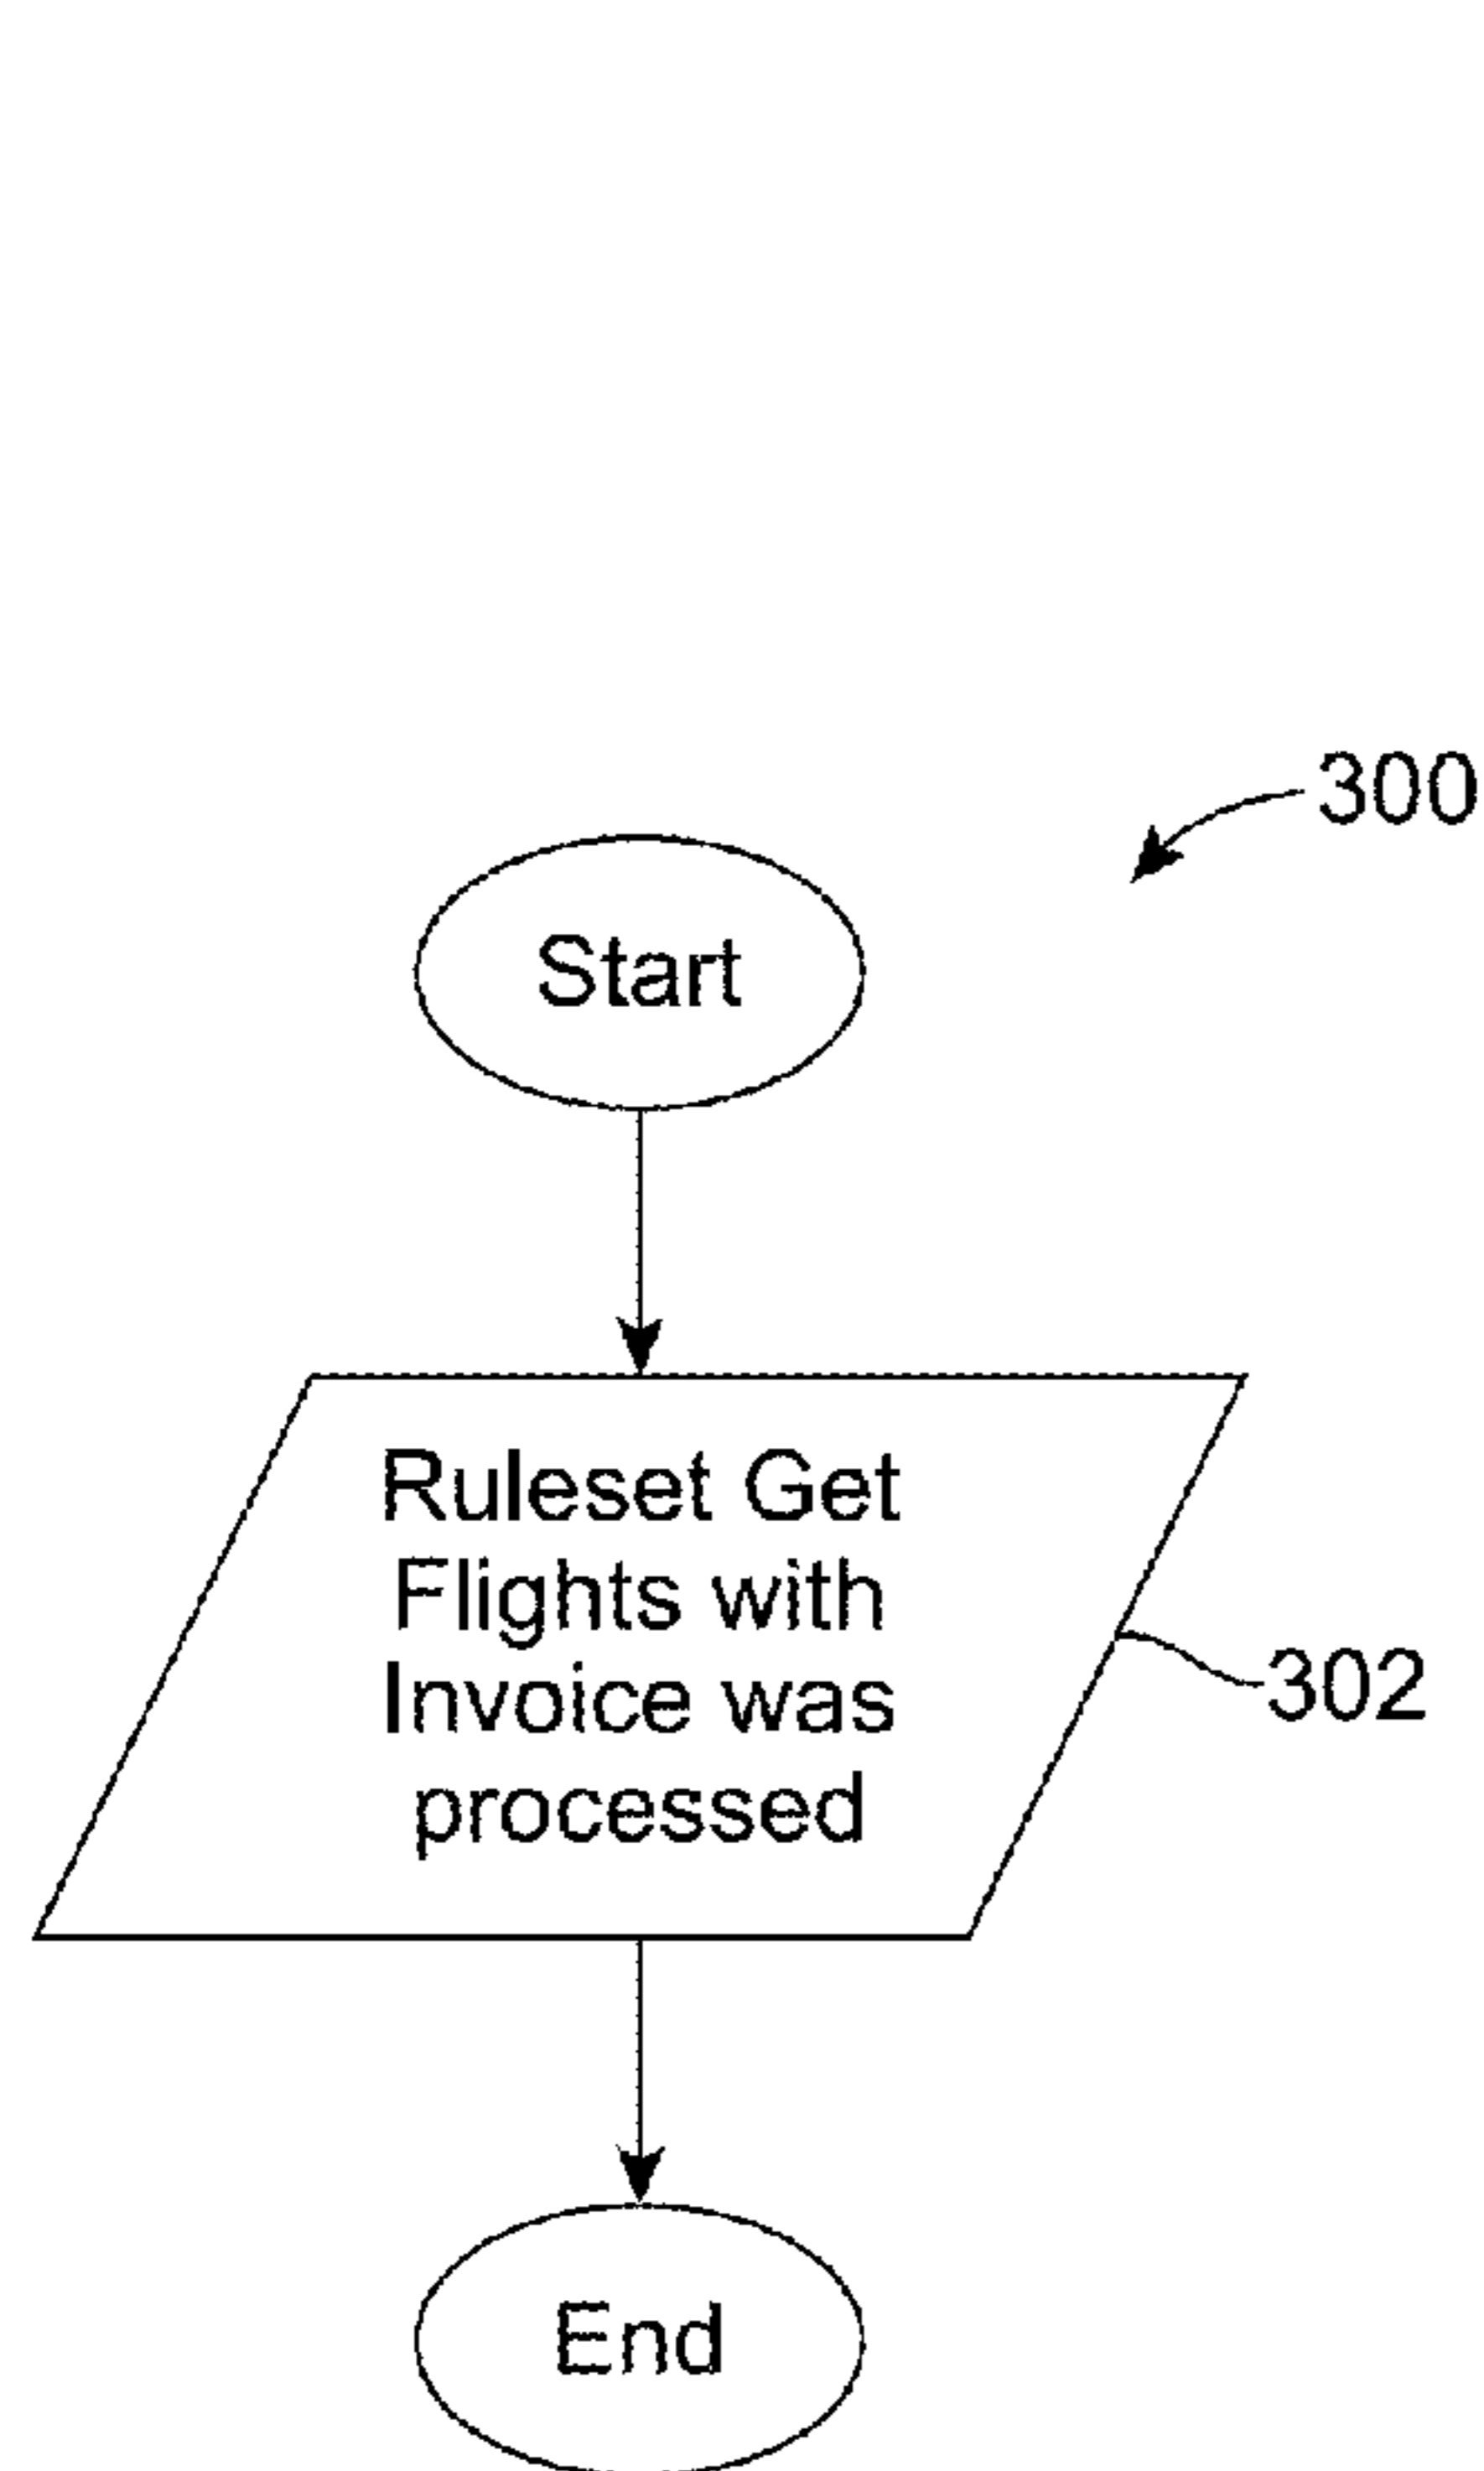 300
Start
Ruleset Get
Flights with
Invoice was
processed
302
End